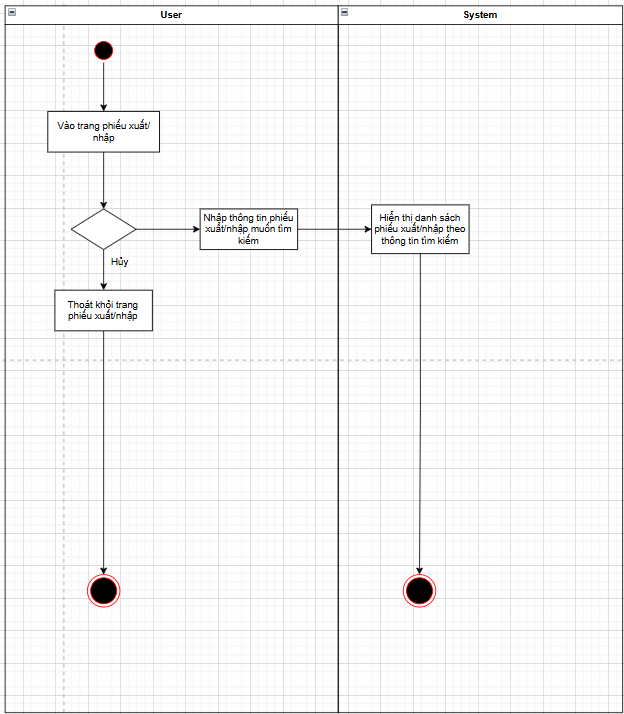 User
System
Vào trang phiếu xuất/
nhập
Nhập thông tin phiếu
xuất/nhập muốn tìm
kiếm
Hiển thị danh sách
phiếu xuất/nhập theo
thông tin tìm kiếm
Hủy
Thoát khỏi trang
phiếu xuất/nhập